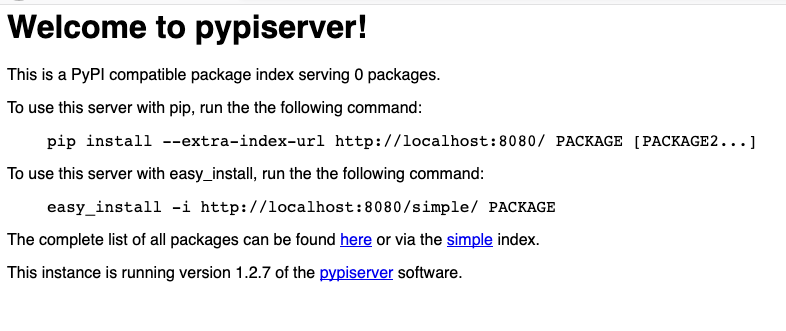 Welcome to pypiserver!
This is a PyPI compatible package index serving 0 packages.
To use this server with pip, run the the following command:
pip install --extra-index-url http://localhost:8080/ PACKAGE [PACKAGE2...]
To use this server with easy_install, run the the following command:
easy_install -i http://localhost:8080/simple/ PACKAGE
The complete list of all packages can be found here or via the simple index.
This instance is running version 1.2.7 of the pypiserver software.